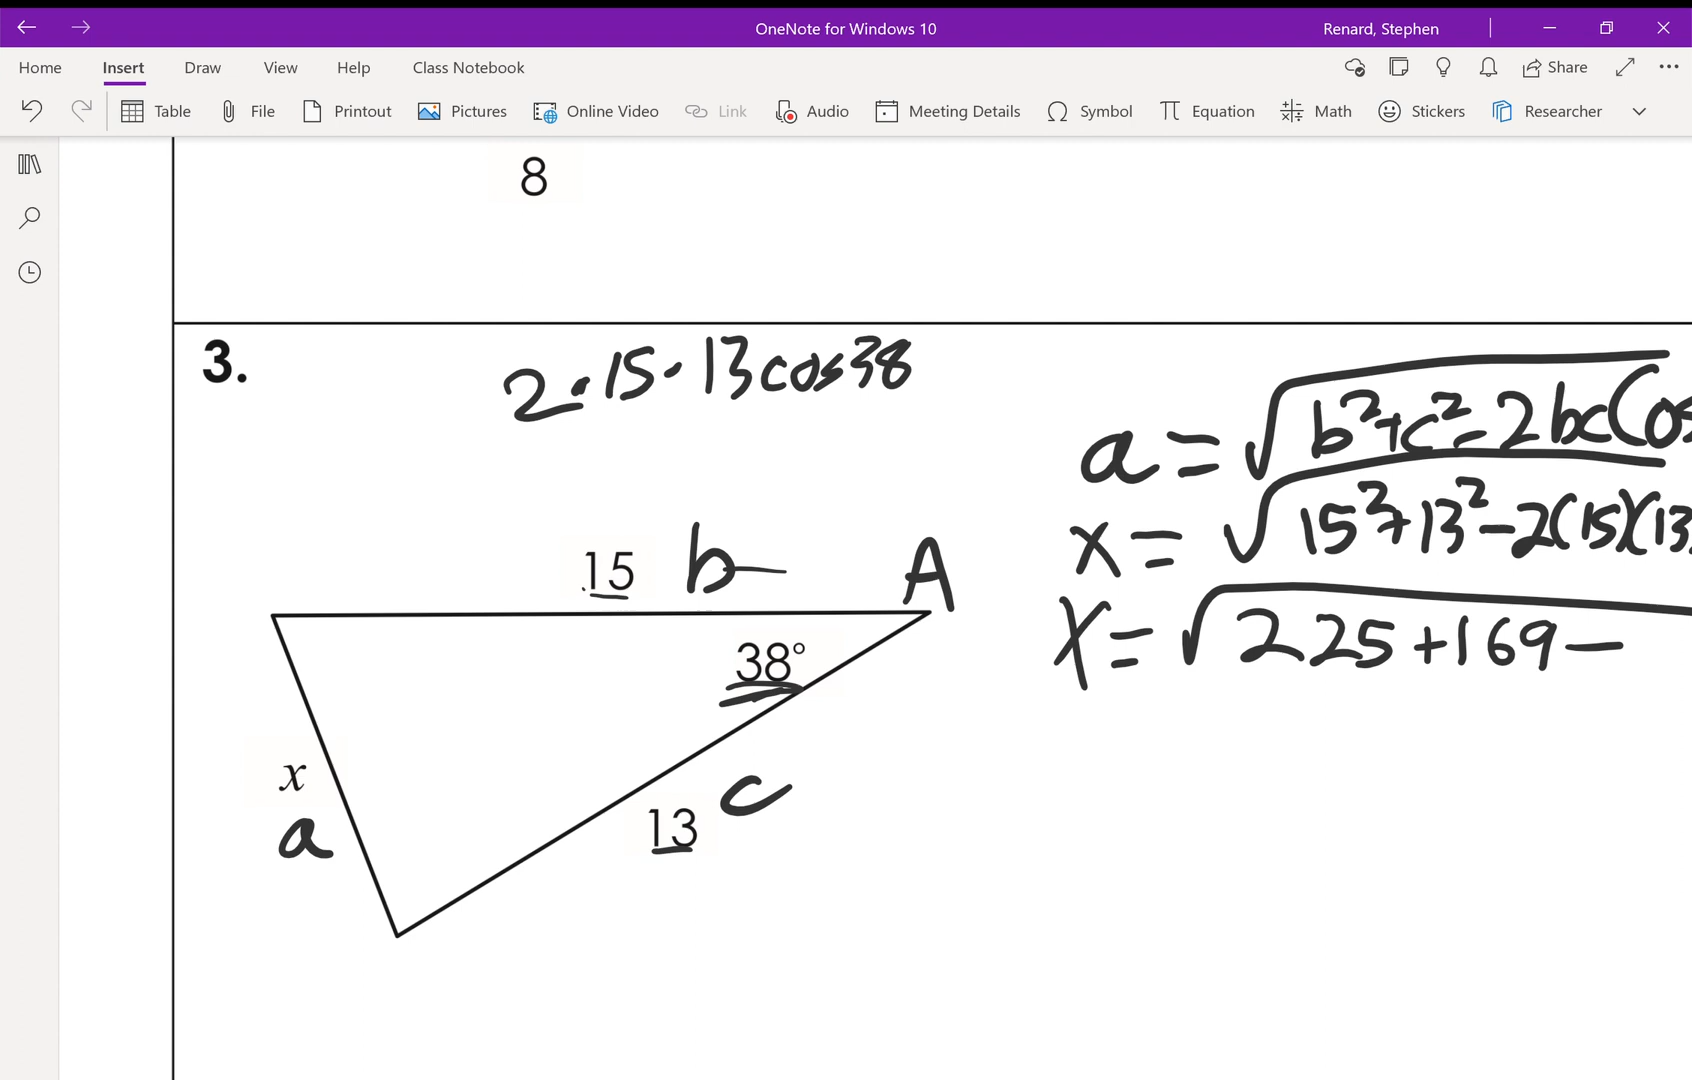 OneNote for Windows 10
Renard, Stephen
Home Insert Draw View Help Class Notebook
Share
Table File Printout Pictures Online Video Link Audio Meeting Details Symbol Equation Math Stickers Researcher
8
3.
2·15·13cos38
a=√b²+c²-2bcCos
x=√15²+13²-2(15)(13
X=√225+169-
15 b A
38°
x
a
13 c